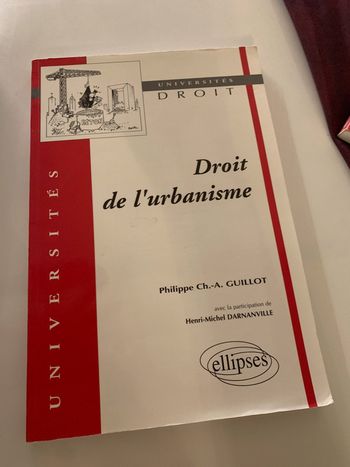 UNIVERSITÉS
DROIT
Droit
de l'urbanisme
Philippe Ch.-A. GUILLOT
avec la participation de
Henri-Michel DARNANVILLE
ellipses
UNIVERSITÉS